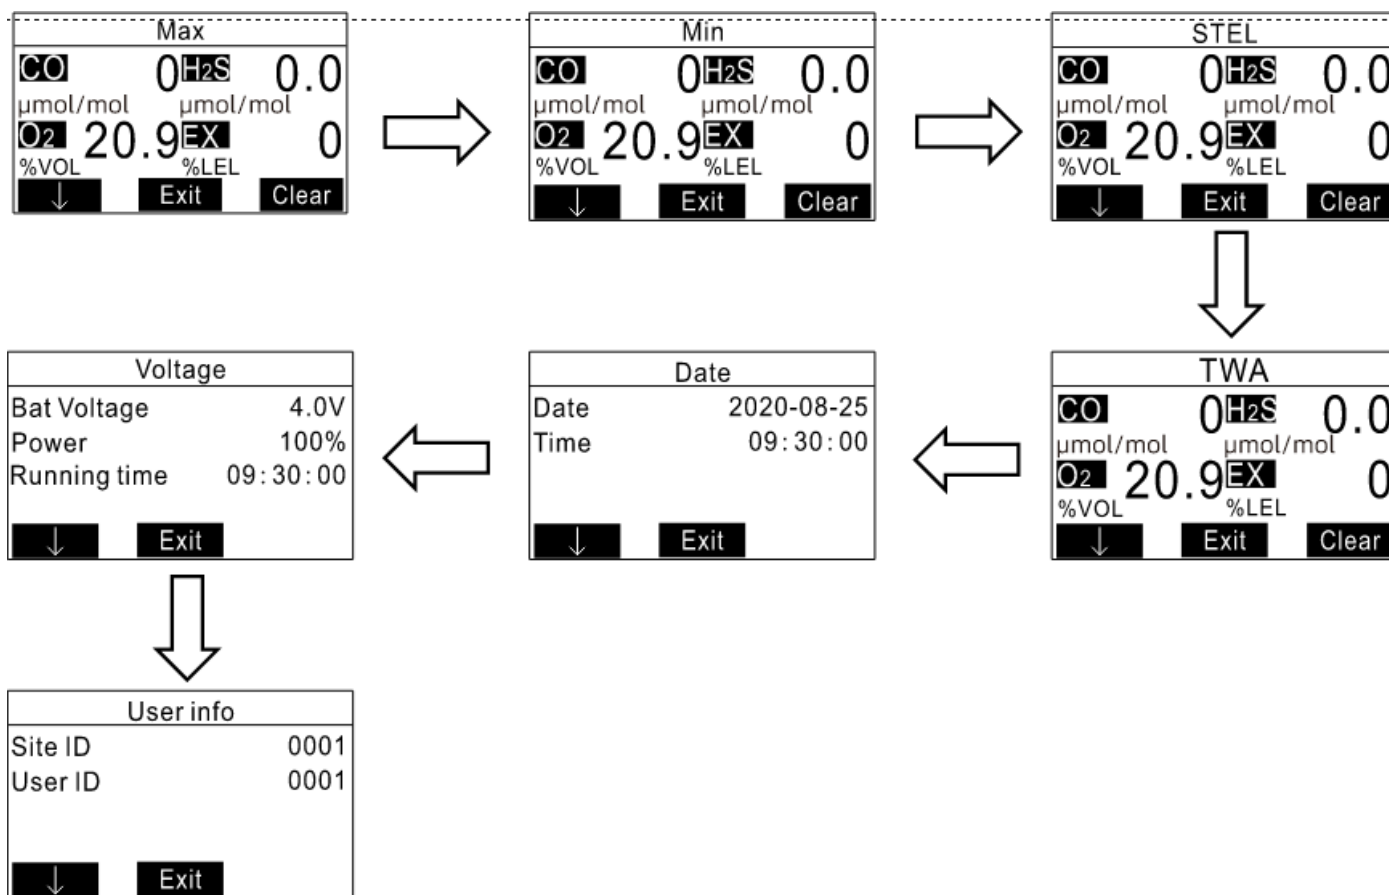 Max
CO 0 H2S 0.0
µmol/mol µmol/mol
O2 20.9 EX 0
%VOL %LEL
↓ Exit Clear
Min
CO 0 H2S 0.0
µmol/mol µmol/mol
O2 20.9 EX 0
%VOL %LEL
↓ Exit Clear
STEL
CO 0 H2S 0.0
µmol/mol µmol/mol
O2 20.9 EX 0
%VOL %LEL
↓ Exit Clear
TWA
CO 0 H2S 0.0
µmol/mol µmol/mol
O2 20.9 EX 0
%VOL %LEL
↓ Exit Clear
Date
Date 2020-08-25
Time 09:30:00
↓ Exit
Voltage
Bat Voltage 4.0V
Power 100%
Running time 09:30:00
↓ Exit
User info
Site ID 0001
User ID 0001
↓ Exit